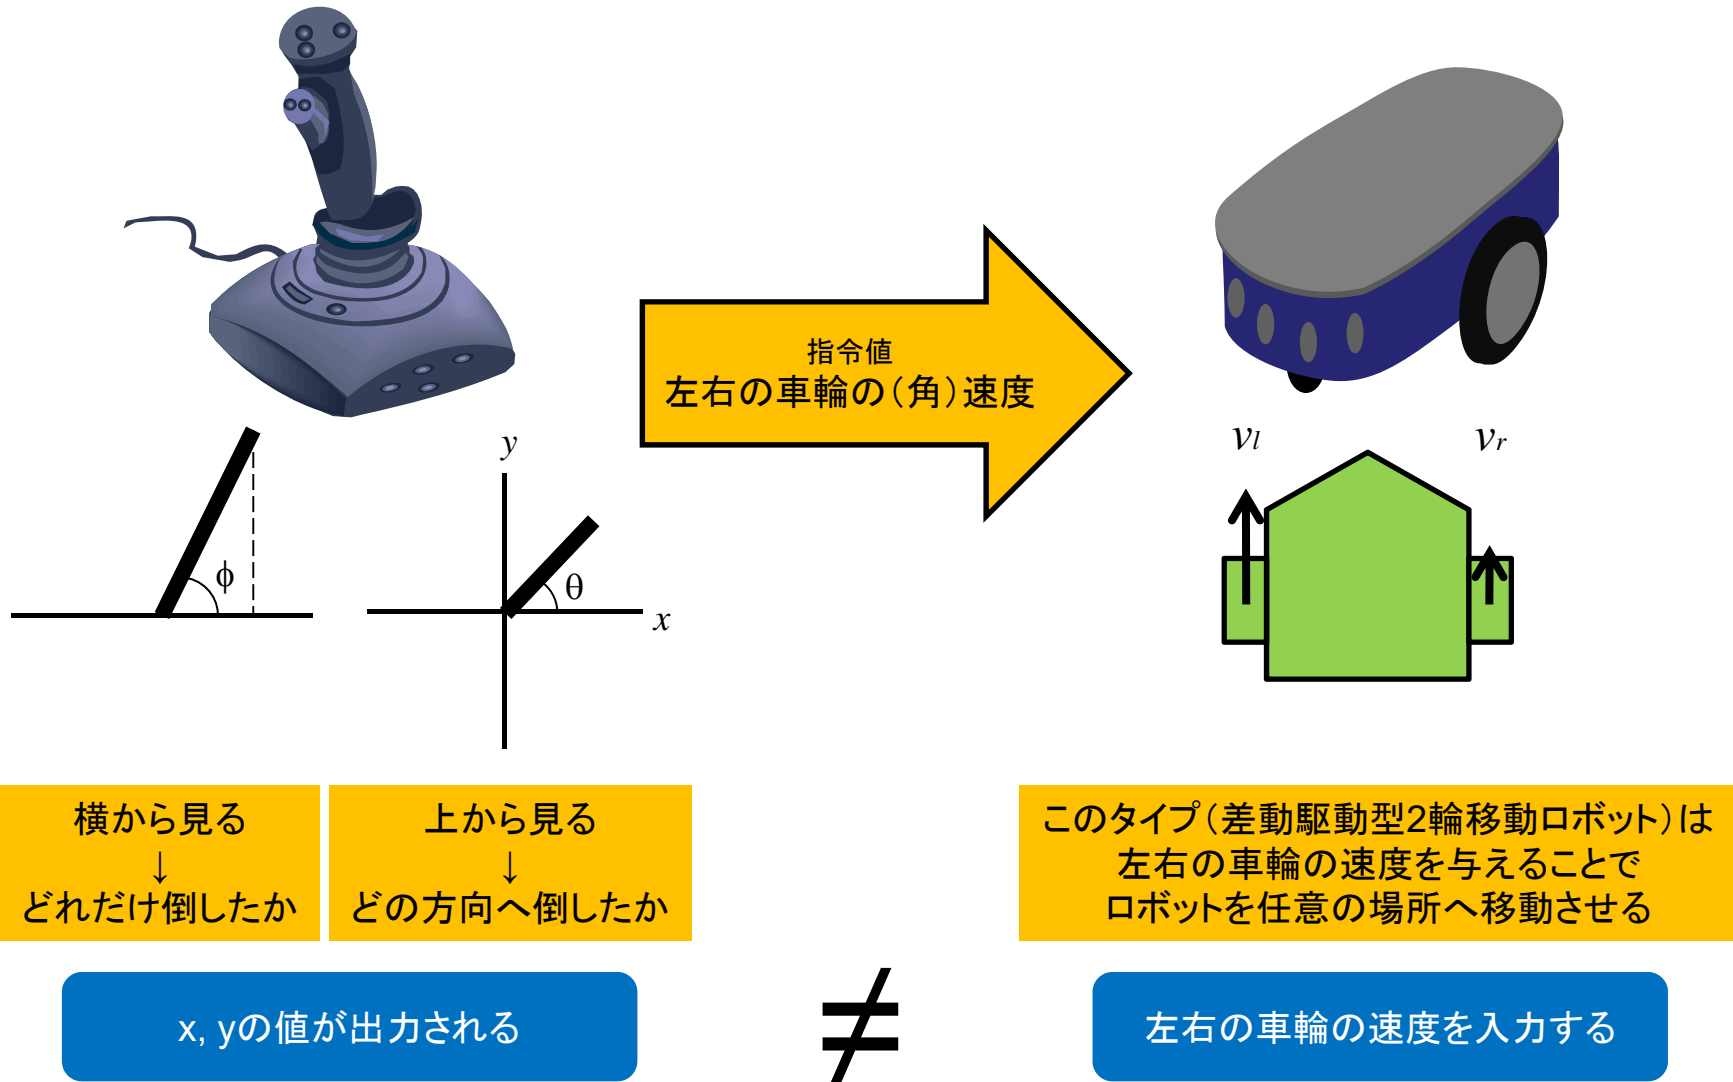 指令値
左右の車輪の（角）速度
y
x
φ
θ
vl
vr
横から見る
↓
どれだけ倒したか
上から見る
↓
どの方向へ倒したか
このタイプ（差動駆動型2輪移動ロボット）は
左右の車輪の速度を与えることで
ロボットを任意の場所へ移動させる
x, yの値が出力される
≠
左右の車輪の速度を入力する